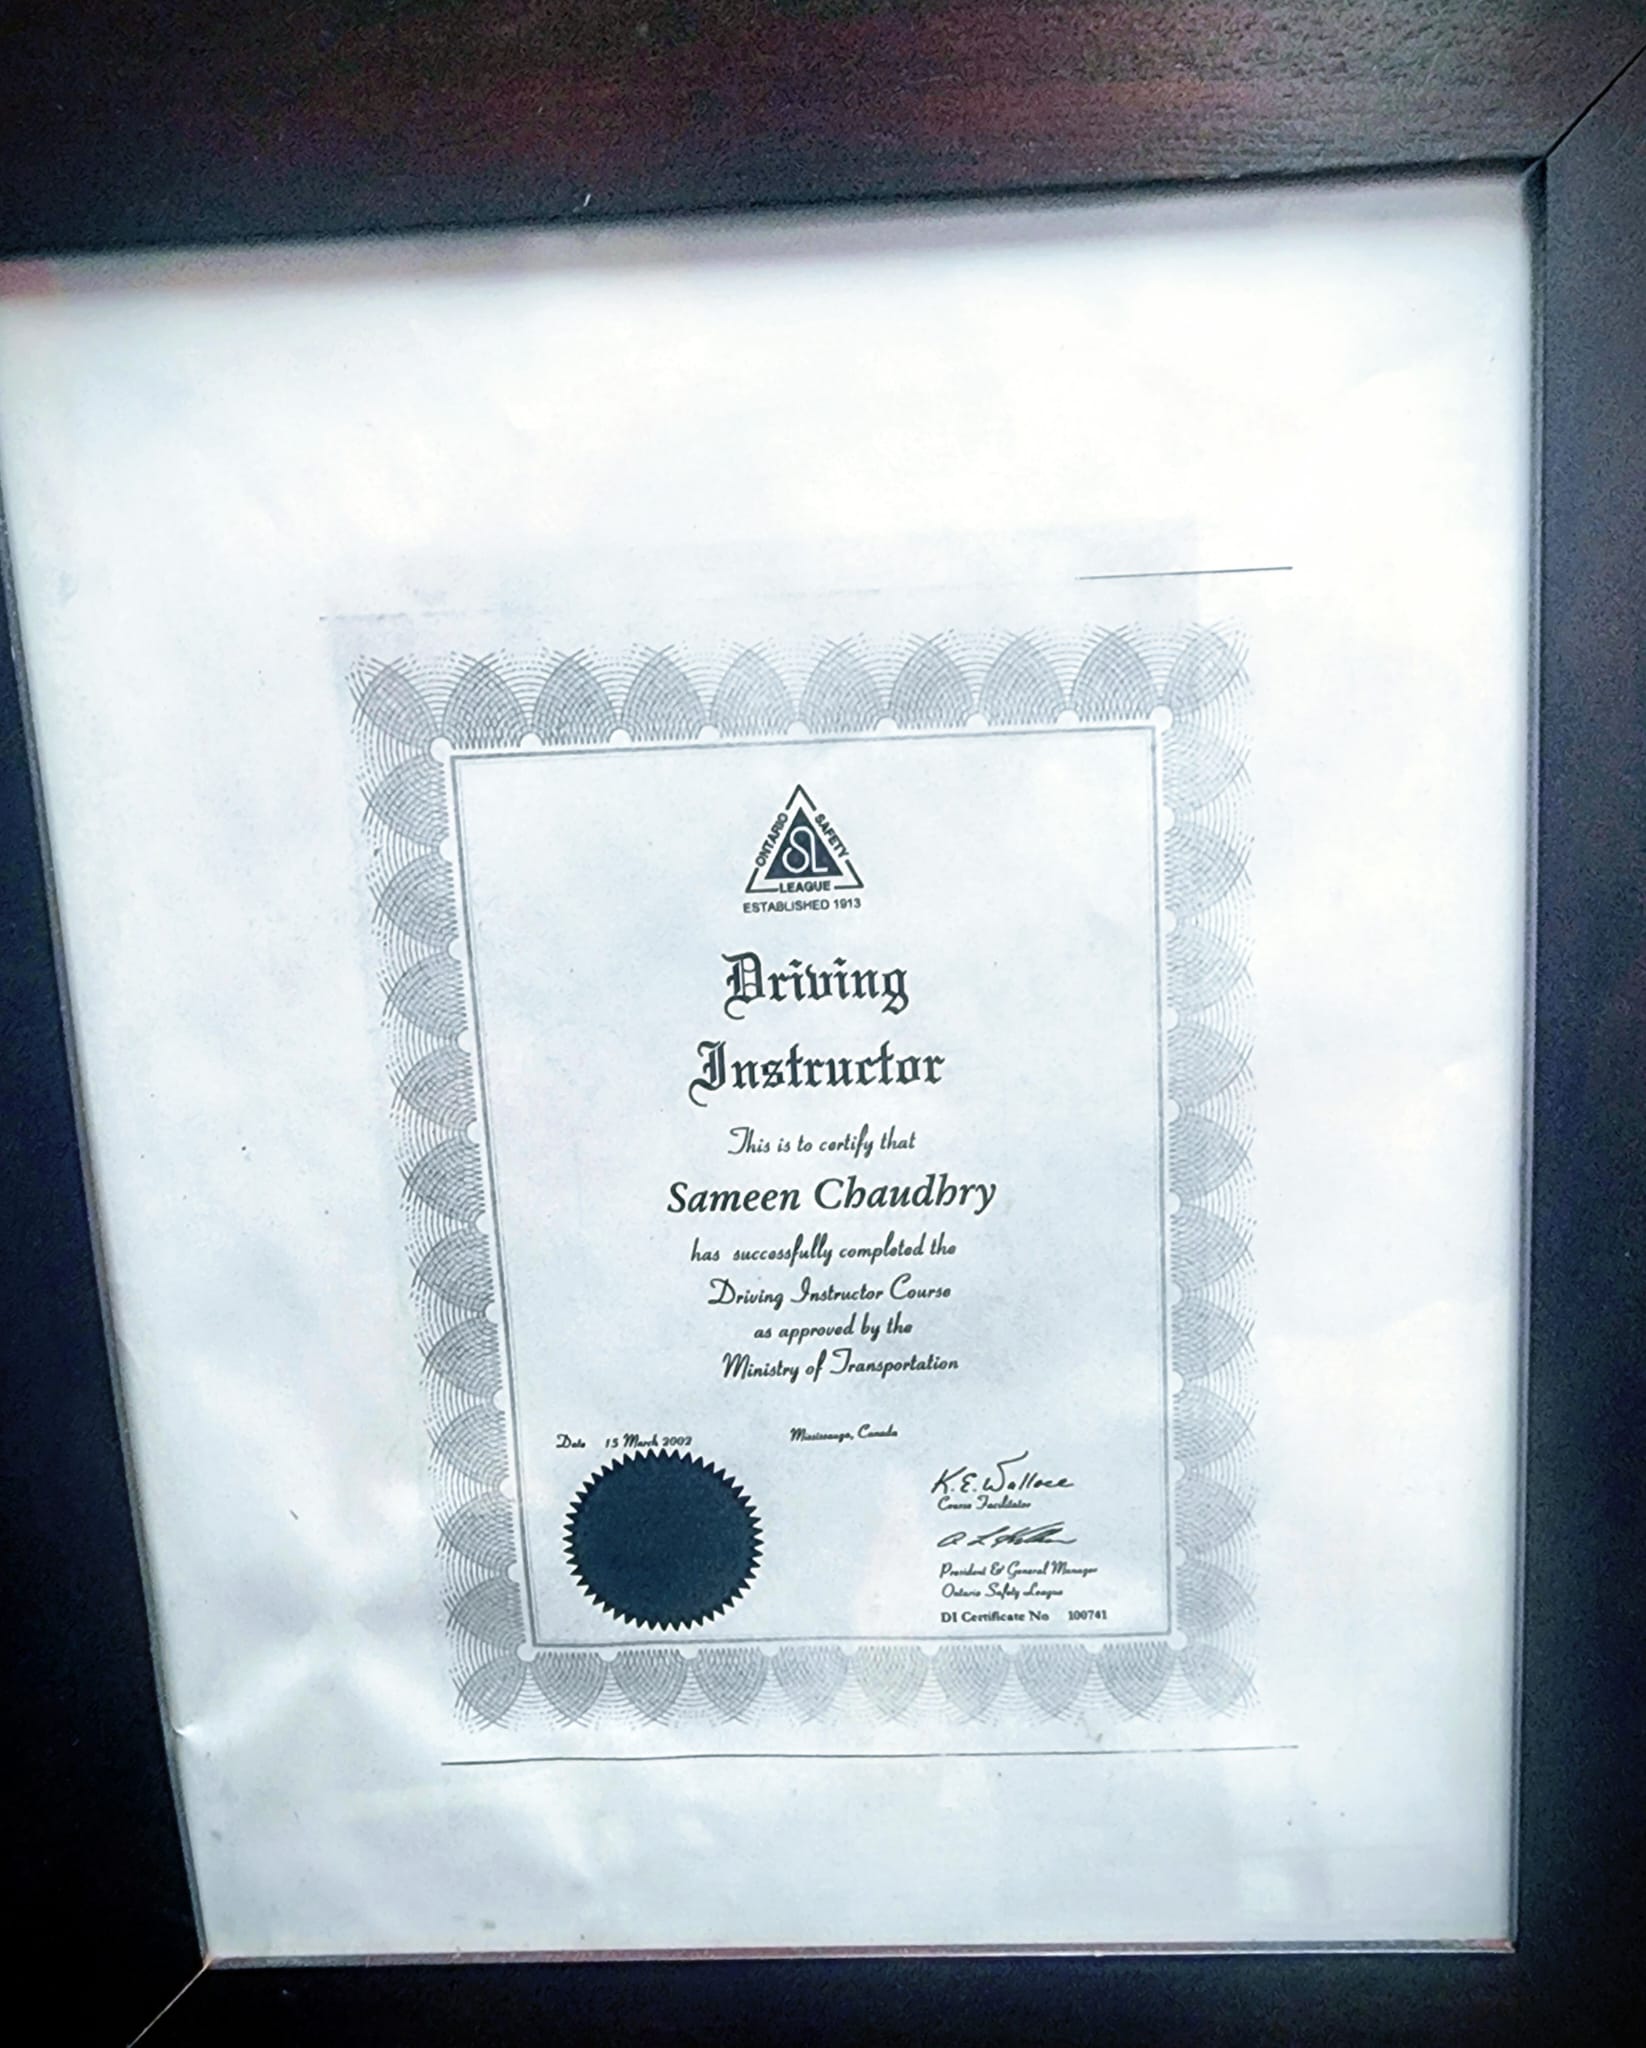 ONTARIO SAFETY
SL
LEAGUE
ESTABLISHED 1913
Driving
Instructor
This is to certify that
Sameen Chaudhry
has successfully completed the
Driving Instructor Course
as approved by the
Ministry of Transportation
Date 15 March 2002 Mississauga, Canada
K. E. Wallace
Course Facilitator
President & General Manager
Ontario Safety League
DI Certificate No 100741